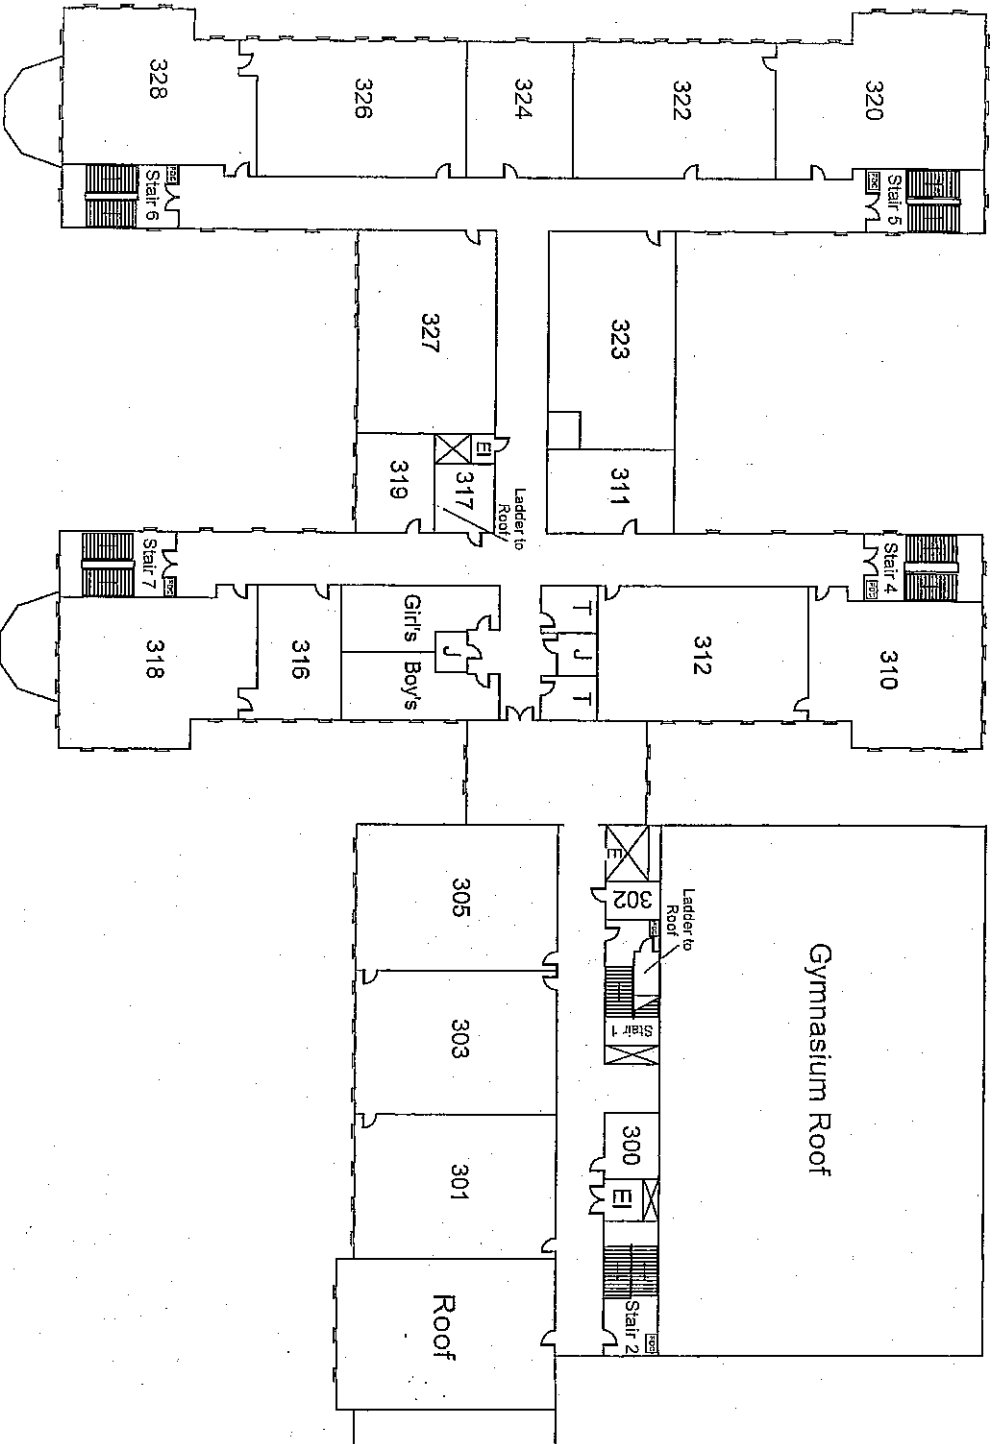 328
326
324
322
320
Stair 6
Stair 5
327
323
El
319
317
311
Ladder to
Roof
Stair 7
Stair 4
Girl's
Boy's
J
T
J
T
318
316
312
310
E
302
Ladder to
Roof
305
Stair 1
303
Gymnasium Roof
300
301
El
Stair 2
Roof